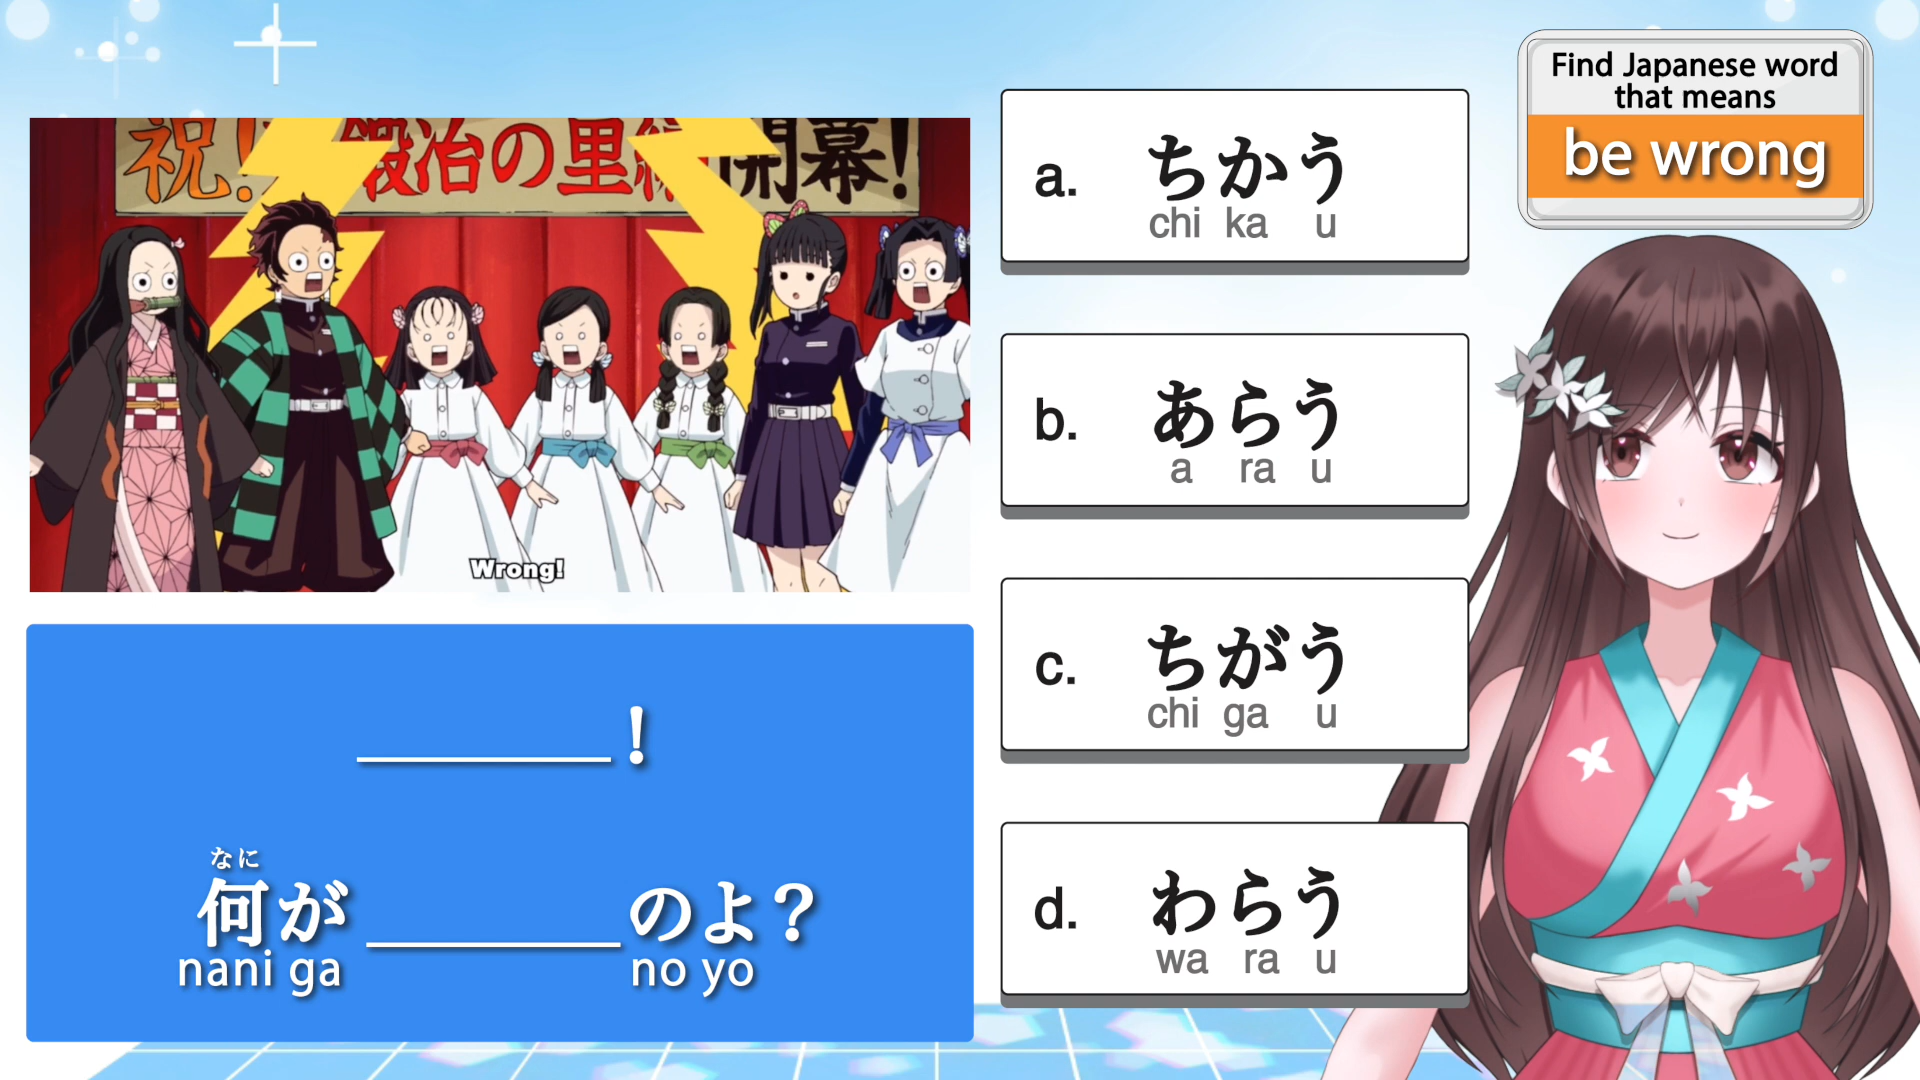 祝!
鍛治の里編
開幕!
Wrong!
!
なに
何が のよ?
nani ga no yo
a. ちかう
chi ka u
b. あらう
a ra u
c. ちがう
chi ga u
d. わらう
wa ra u
Find Japanese word
that means
be wrong